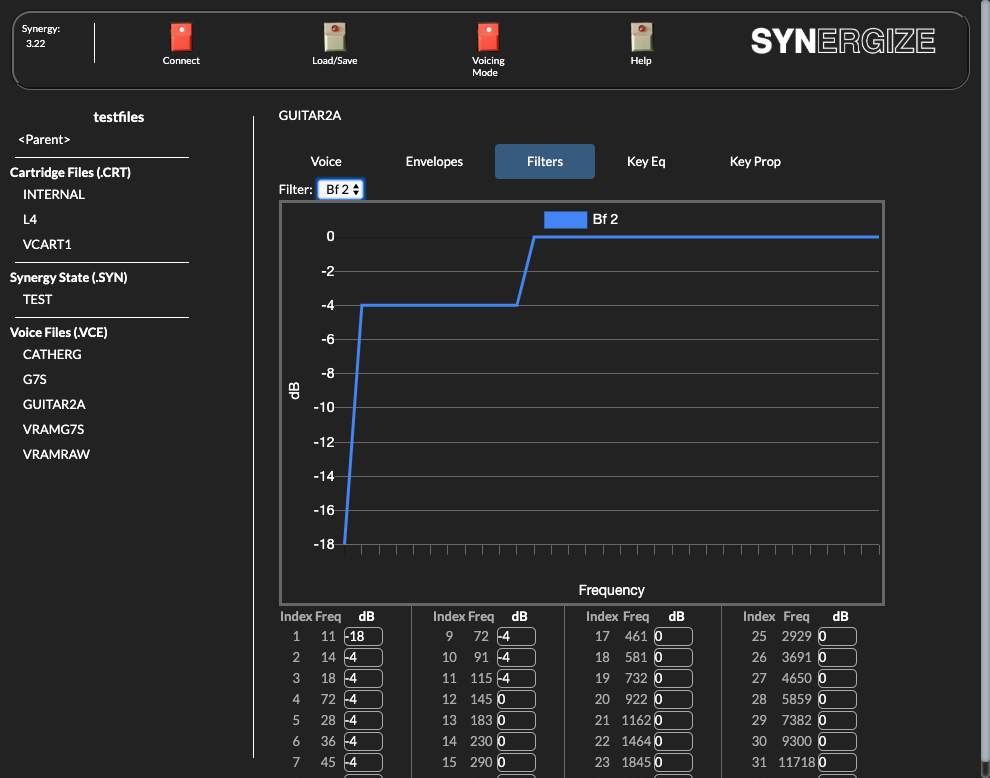 Synergy:
3.22
Connect
Load/Save
Voicing
Mode
Help
SYNERGIZE
testfiles
<Parent>
Cartridge Files (.CRT)
INTERNAL
L4
VCART1
Synergy State (.SYN)
TEST
Voice Files (.VCE)
CATHERG
G7S
GUITAR2A
VRAMG7S
VRAMRAW
GUITAR2A
Voice Envelopes Filters Key Eq Key Prop
Filter: Bf 2
Bf 2
0
-2
-4
-6
-8
-10
-12
-14
-16
-18
dB
Frequency
Index Freq dB Index Freq dB Index Freq dB Index Freq dB
1 11 -18 9 72 -4 17 461 0 25 2929 0
2 14 -4 10 91 -4 18 581 0 26 3691 0
3 18 -4 11 115 -4 19 732 0 27 4650 0
4 72 -4 12 145 0 20 922 0 28 5859 0
5 28 -4 13 183 0 21 1162 0 29 7382 0
6 36 -4 14 230 0 22 1464 0 30 9300 0
7 45 -4 15 290 0 23 1845 0 31 11718 0